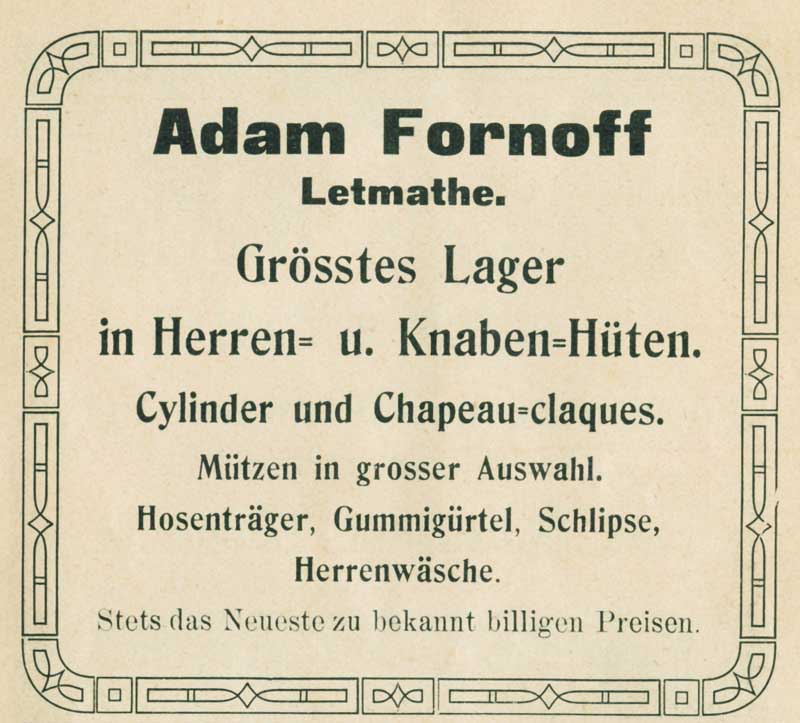 Adam Fornoff
Letmathe.
Grösstes Lager
in Herren= u. Knaben=Hüten.
Cylinder und Chapeau=claques.
Mützen in grosser Auswahl.
Hosenträger, Gummigürtel, Schlipse,
Herrenwäsche.
Stets das Neueste zu bekannt billigen Preisen.